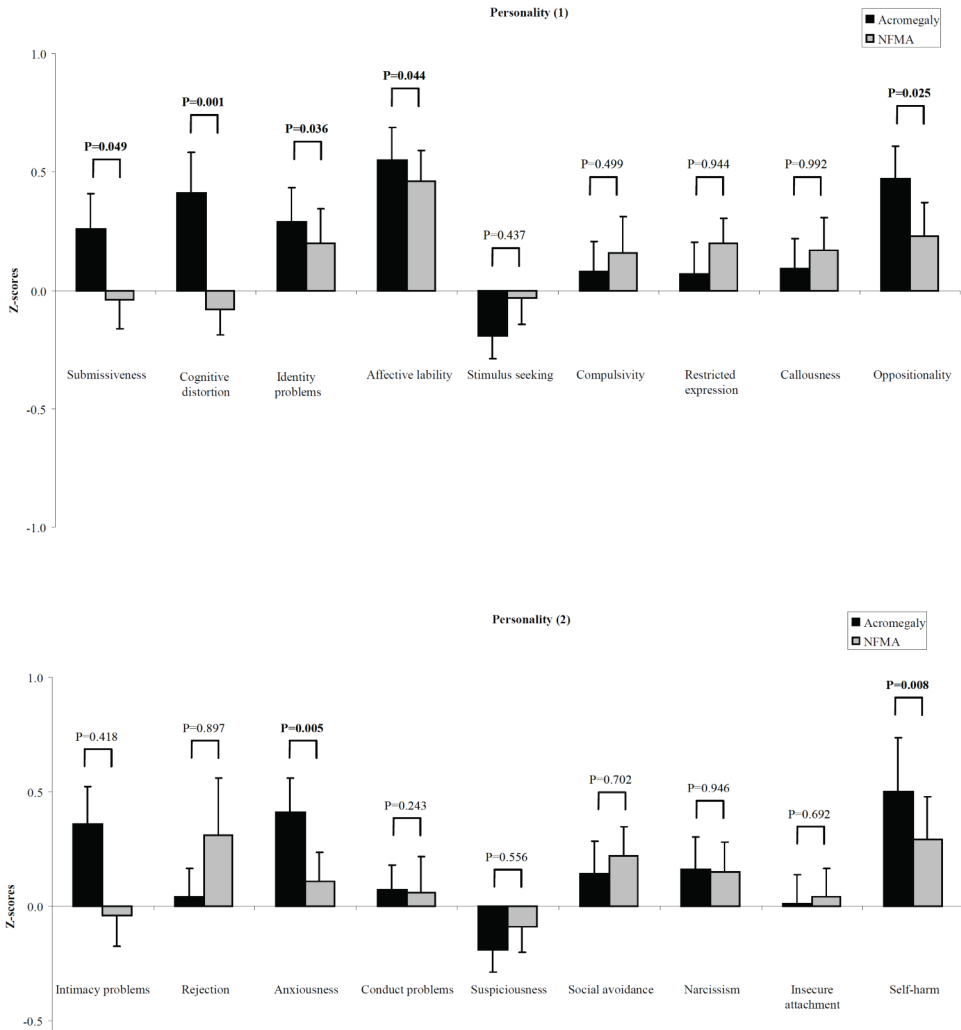 Personality (1)
Acromegaly
NFMA
1.0
P=0.044
P=0.001
P=0.025
P=0.036
P=0.049
0.5
P=0.499
P=0.944
P=0.992
P=0.437
Z-scores
0.0
Submissiveness
Cognitive
distortion
Identity
problems
Affective lability
Stimulus seeking
Compulsivity
Restricted
expression
Callousness
Oppositionality
-0.5
-1.0
Personality (2)
Acromegaly
NFMA
1.0
P=0.008
P=0.418
P=0.897
P=0.005
P=0.702
P=0.946
0.5
P=0.243
P=0.692
P=0.556
Z-scores
0.0
Intimacy problems
Rejection
Anxiousness
Conduct problems
Suspiciousness
Social avoidance
Narcissism
Insecure
attachment
Self-harm
-0.5